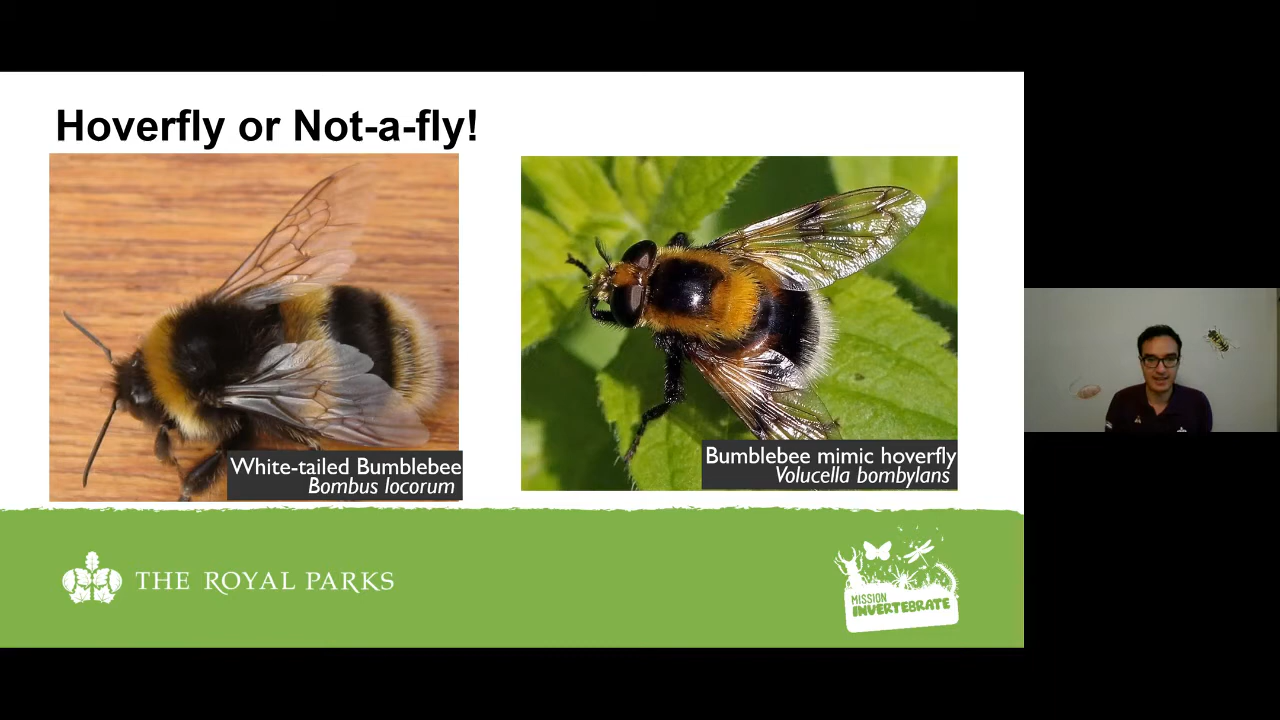 Hoverfly or Not-a-fly!
White-tailed Bumblebee
Bombus locorum
Bumblebee mimic hoverfly
Volucella bombylans
THE ROYAL PARKS
MISSION
INVERTEBRATE